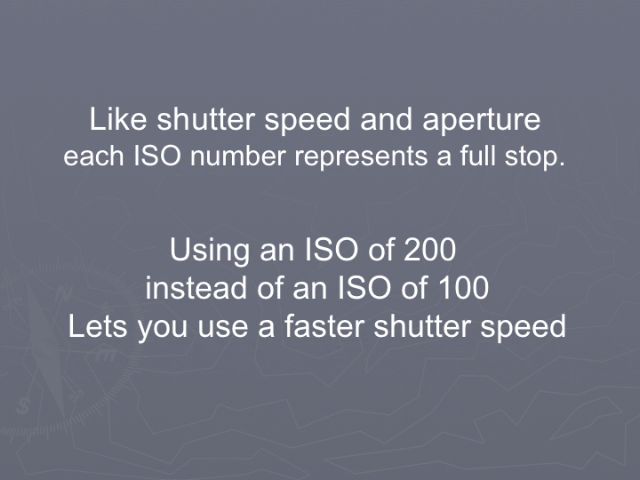 Like shutter speed and aperture
each ISO number represents a full stop.
Using an ISO of 200
instead of an ISO of 100
Lets you use a faster shutter speed
N
S